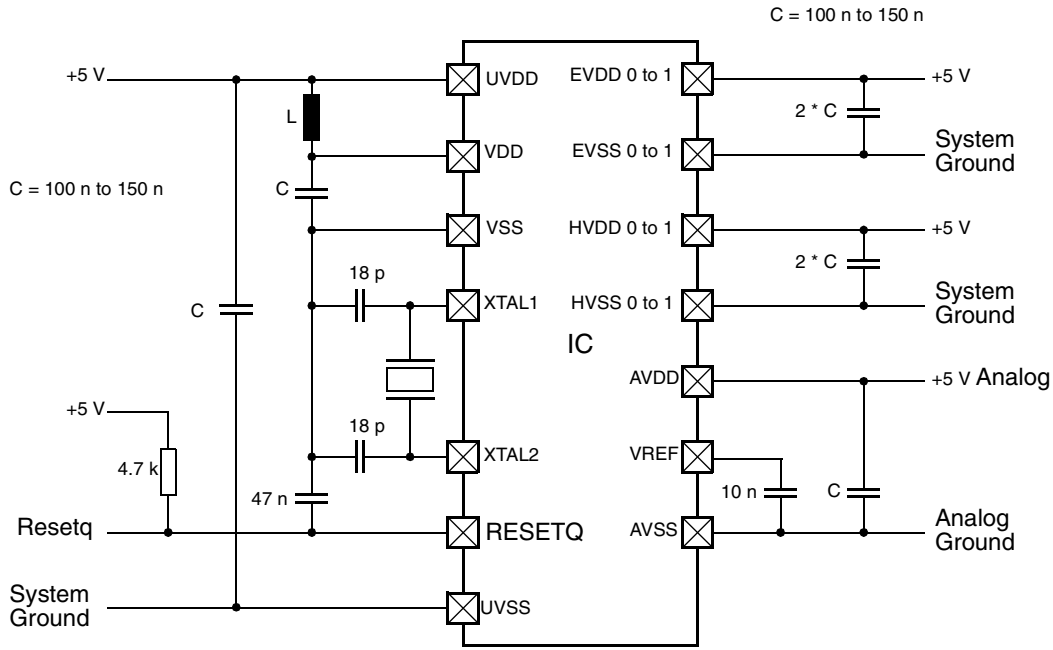 C = 100 n to 150 n
+5 V
UVDD
EVDD 0 to 1
+5 V
L
2 * C
VDD
EVSS 0 to 1
System
Ground
C = 100 n to 150 n
C
VSS
HVDD 0 to 1
+5 V
18 p
2 * C
C
XTAL1
HVSS 0 to 1
System
Ground
IC
AVDD
+5 V Analog
+5 V
18 p
4.7 k
XTAL2
VREF
47 n
10 n
C
Resetq
RESETQ
AVSS
Analog
Ground
System
Ground
UVSS